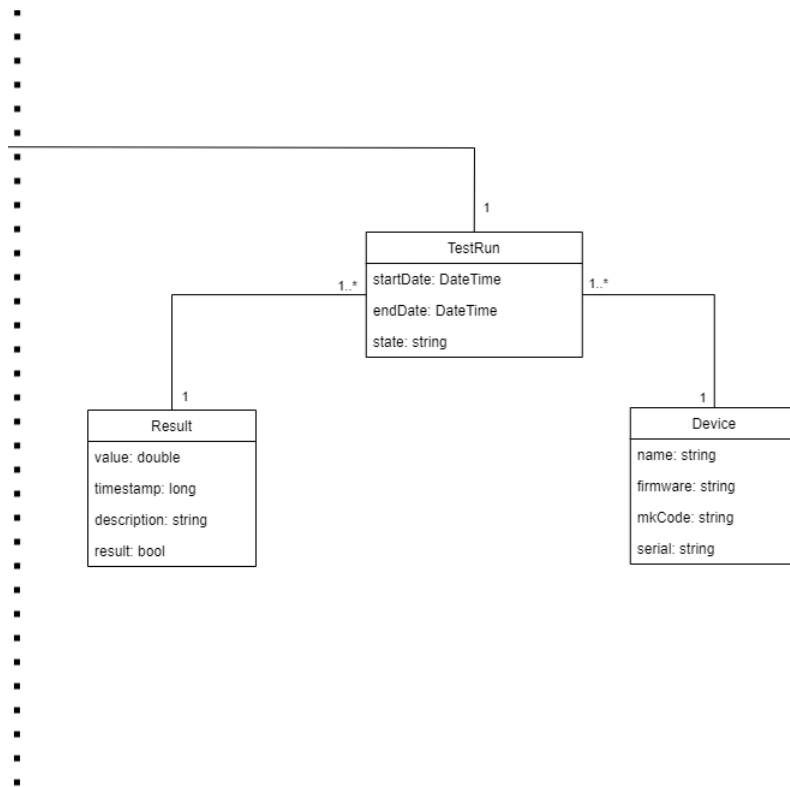 1
TestRun
startDate: DateTime
endDate: DateTime
state: string
1..*
1..*
1
Result
value: double
timestamp: long
description: string
result: bool
1
Device
name: string
firmware: string
mkCode: string
serial: string